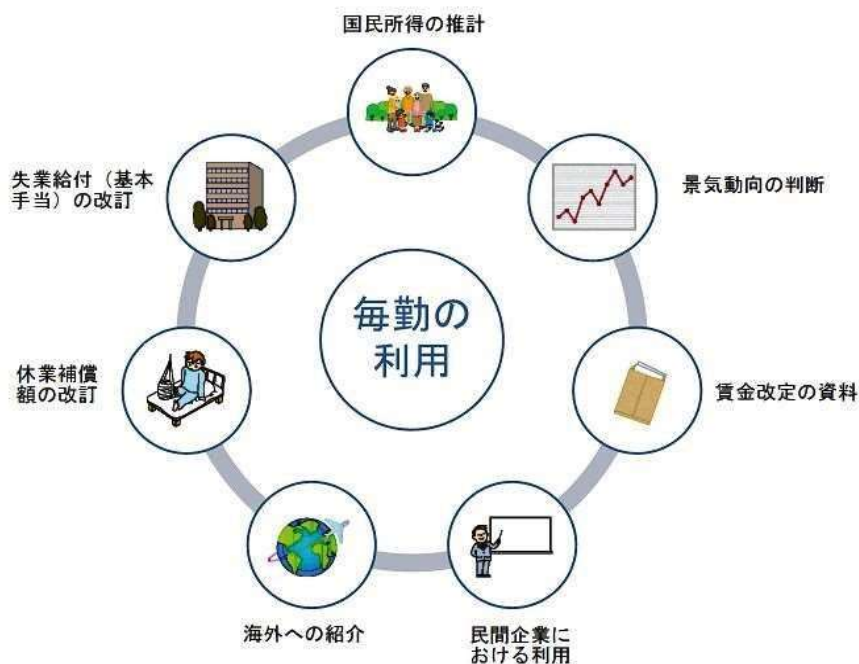 国民所得の推計
景気動向の判断
賃金改定の資料
民間企業に
おける利用
海外への紹介
休業補償
額の改訂
失業給付（基本
手当）の改訂
毎勤の
利用